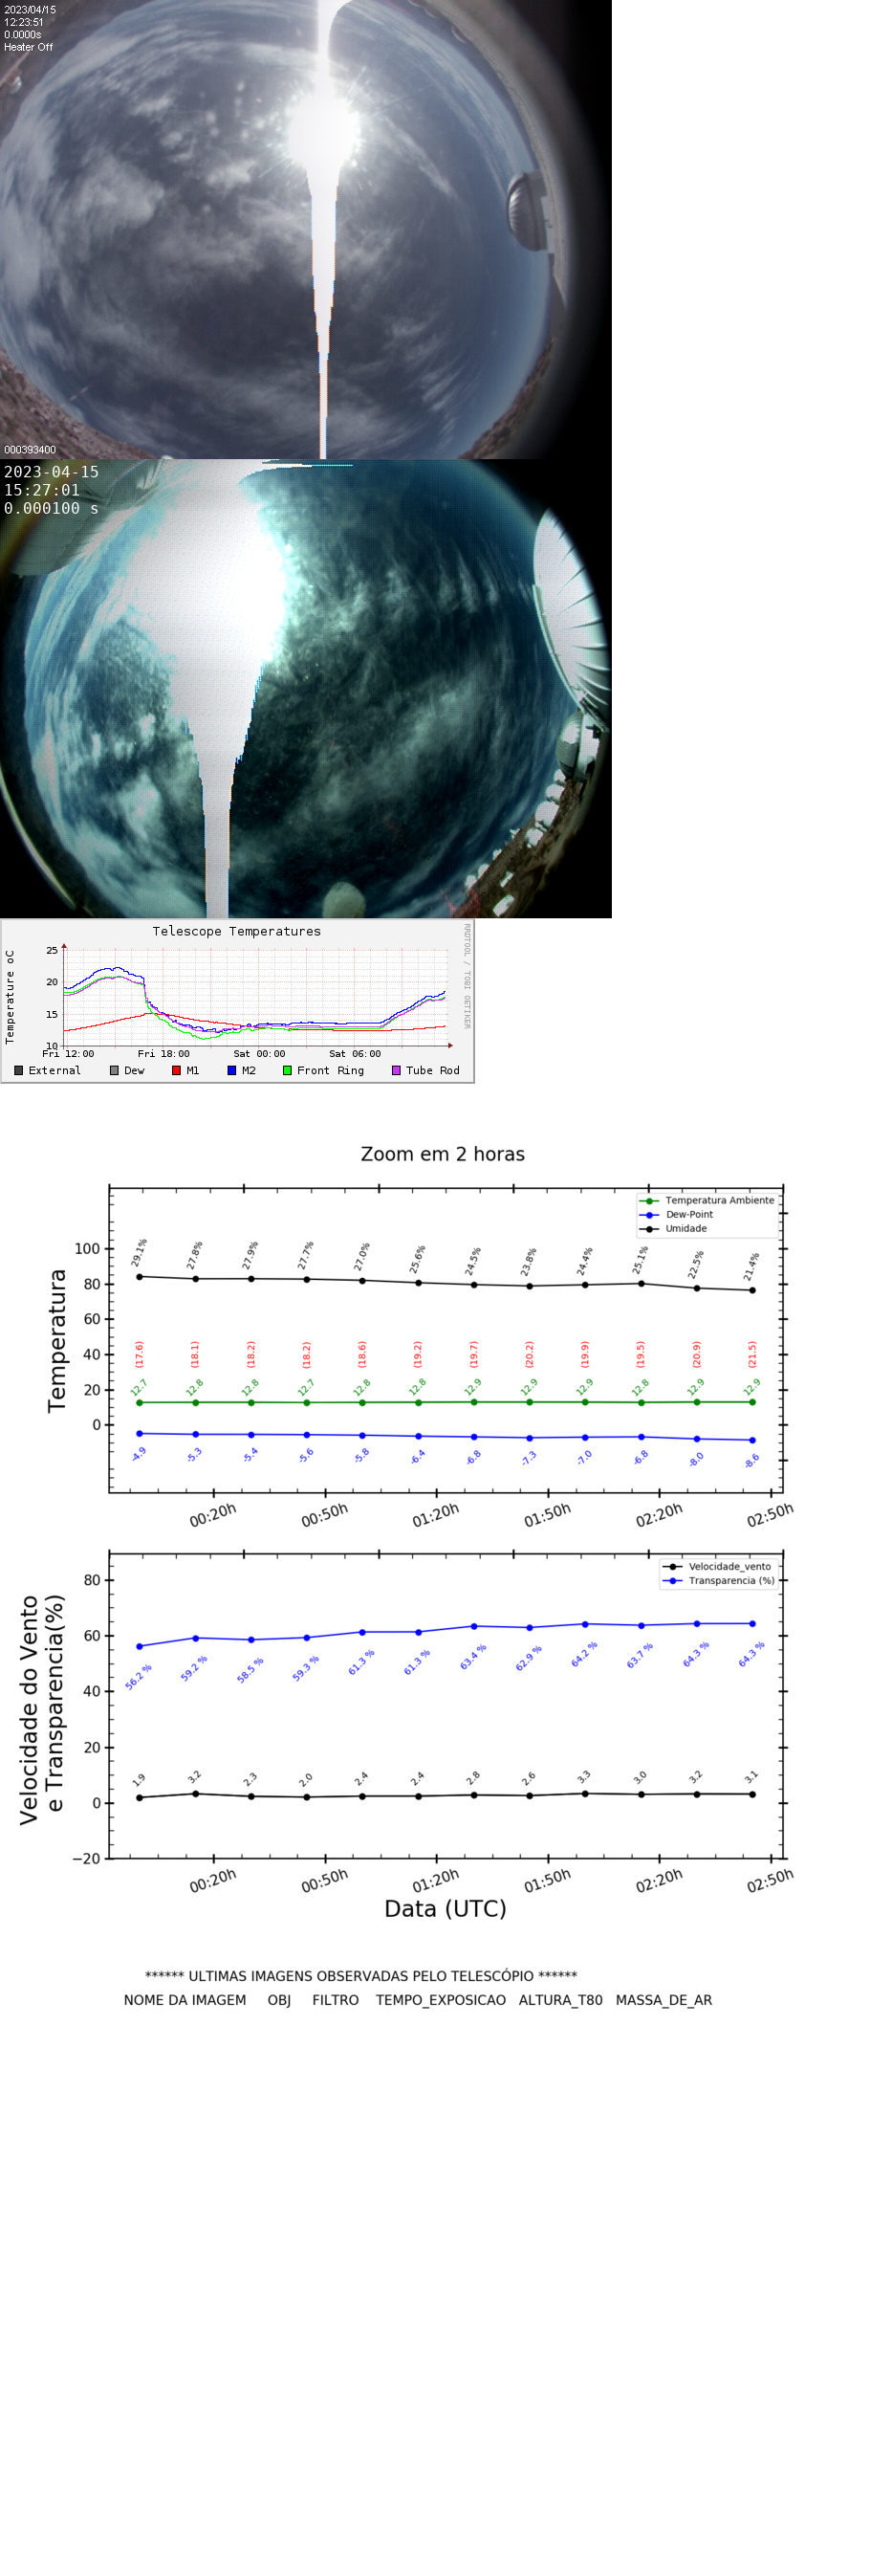 2023/04/15
12:23:51
0.0000s
Heater Off
000393400
2023-04-15
15:27:01
0.000100 s
Telescope Temperatures
RRDTOOL / TOBI OETIKER
Temperature oC
25
20
15
10
Fri 12:00 Fri 18:00 Sat 00:00 Sat 06:00
External Dew M1 M2 Front Ring Tube Rod
Zoom em 2 horas
Temperatura Ambiente
Dew-Point
Umidade
Temperatura
100
80
60
40
20
0
29.1% 27.8% 27.9% 27.7% 27.0% 25.6% 24.5% 23.8% 24.4% 25.1% 22.5% 21.4%
(17.6) (18.1) (18.2) (18.2) (18.6) (19.2) (19.7) (20.2) (19.9) (19.5) (20.9) (21.5)
12.7 12.8 12.8 12.7 12.8 12.8 12.9 12.9 12.9 12.8 12.9 12.9
-4.9 -5.3 -5.4 -5.6 -5.8 -6.4 -6.8 -7.3 -7.0 -6.8 -8.0 -8.6
00:20h 00:50h 01:20h 01:50h 02:20h 02:50h
Velocidade_vento
Transparencia (%)
Velocidade do Vento
e Transparencia(%)
80
60
40
20
0
−20
56.2 % 59.2 % 58.5 % 59.3 % 61.3 % 61.3 % 63.4 % 62.9 % 64.2 % 63.7 % 64.3 % 64.3 %
1.9 3.2 2.3 2.0 2.4 2.4 2.8 2.6 3.3 3.0 3.2 3.1
00:20h 00:50h 01:20h 01:50h 02:20h 02:50h
Data (UTC)
****** ULTIMAS IMAGENS OBSERVADAS PELO TELESCÓPIO ******
NOME DA IMAGEM OBJ FILTRO TEMPO_EXPOSICAO ALTURA_T80 MASSA_DE_AR